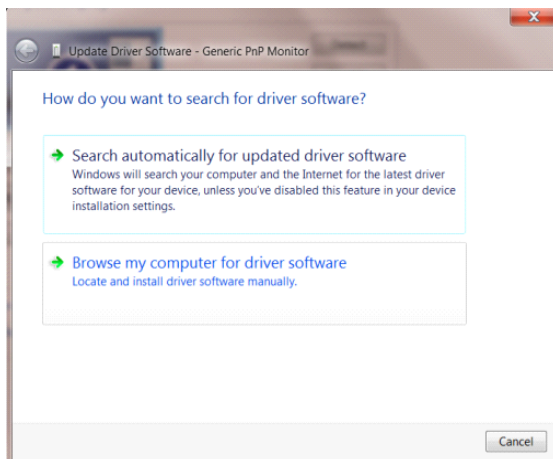 Update Driver Software - Generic PnP Monitor
How do you want to search for driver software?
Search automatically for updated driver software
Windows will search your computer and the Internet for the latest driver
software for your device, unless you've disabled this feature in your device
installation settings.
Browse my computer for driver software
Locate and install driver software manually.
Cancel